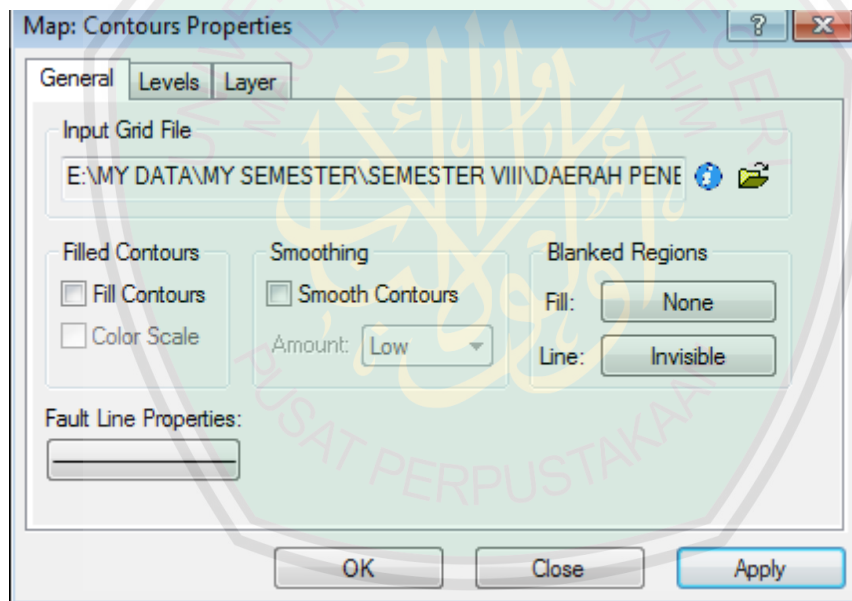 Map: Contours Properties
General Levels Layer
Input Grid File
E:\MY DATA\MY SEMESTER\SEMESTER VIII\DAERAH PENE
Filled Contours
Fill Contours
Color Scale
Smoothing
Smooth Contours
Amount: Low
Blanked Regions
Fill: None
Line: Invisible
Fault Line Properties:
OK Close Apply
PUSAT PERPUSTAKAAN